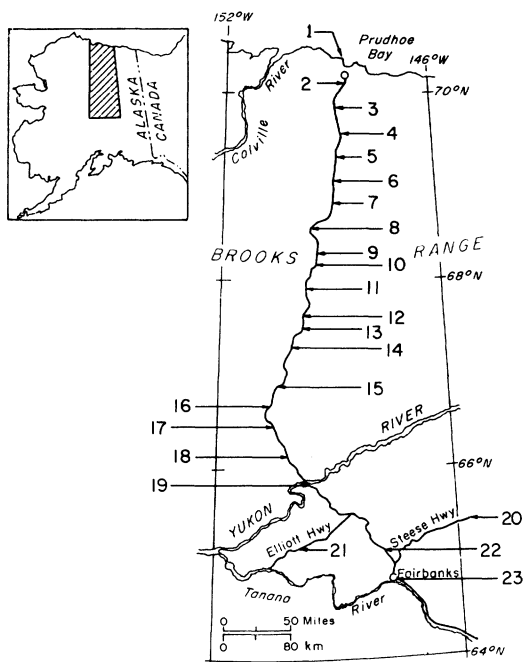 152°W
1
Prudhoe
Bay
146°W
River
2
70°N
3
Colville
4
ALASKA
CANADA
5
6
7
8
BROOKS
RANGE
9
10
68°N
11
12
13
14
15
16
RIVER
17
18
66°N
19
YUKON
20
Steese Hwy
Elliott Hwy
21
22
Fairbanks
23
Tanana
River
0 50 Miles
0 80 km
64°N